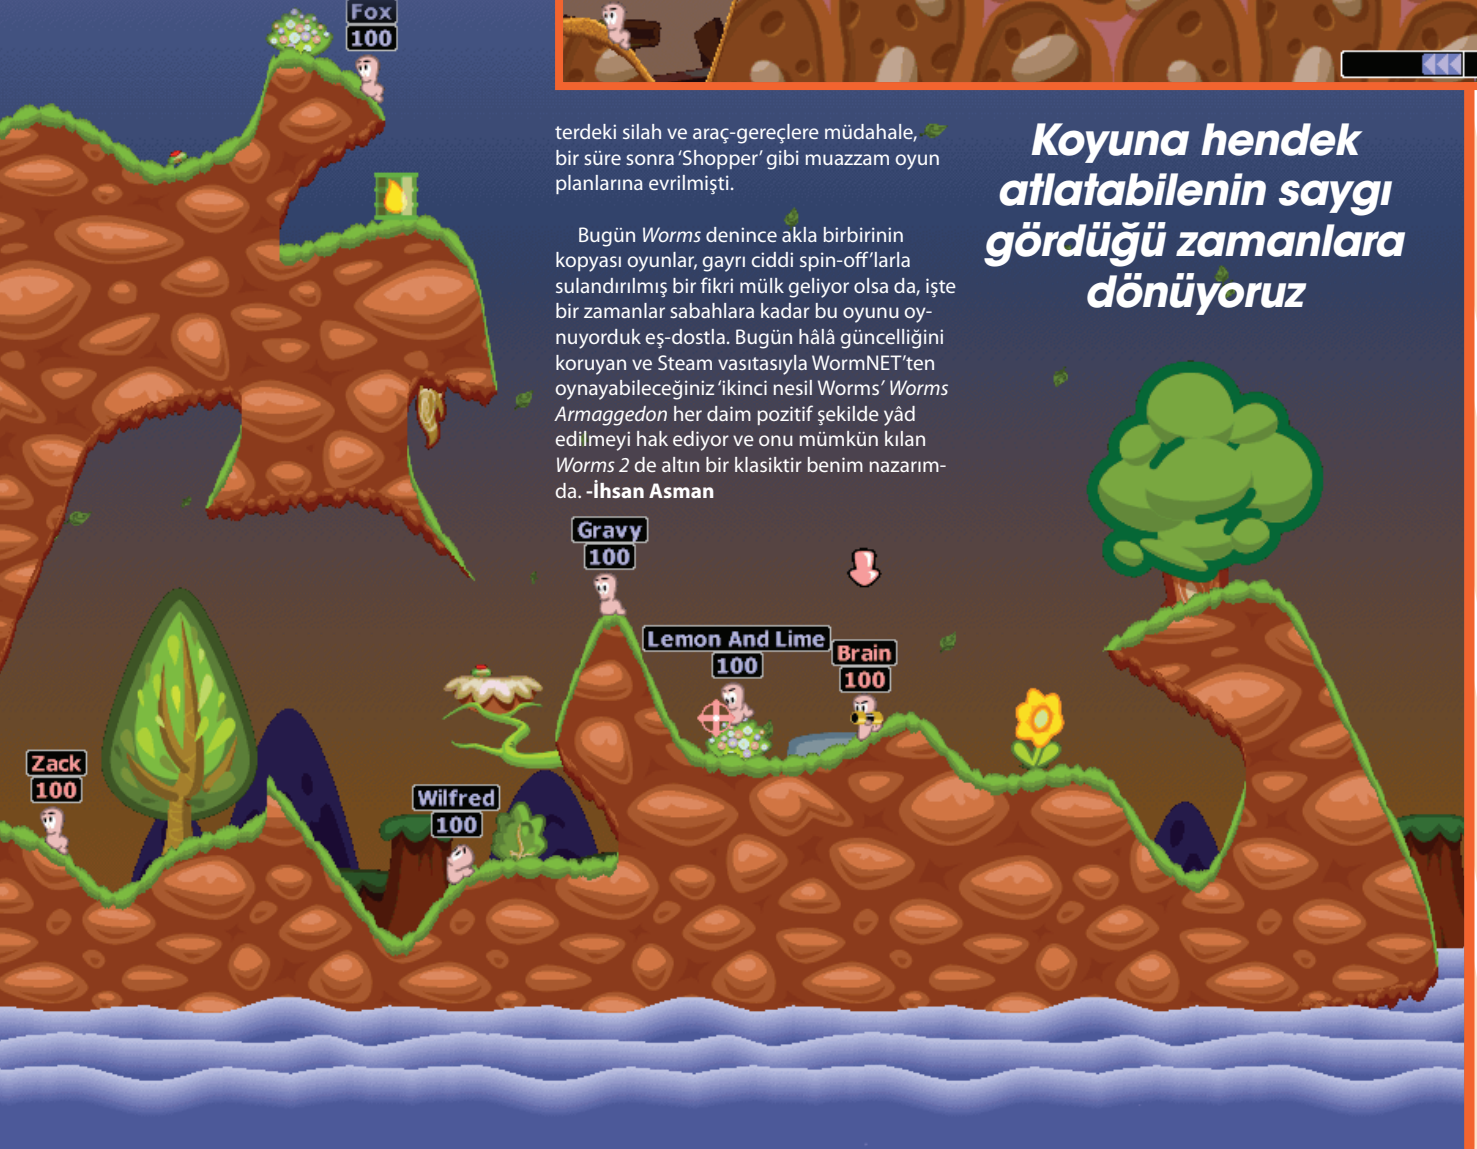 Fox
100
terdeki silah ve araç-gereçlere müdahale,
bir süre sonra ‘Shopper’ gibi muazzam oyun
planlarına evrilmişti.
Bugün Worms denince akla birbirinin
kopyası oyunlar, gayrı ciddi spin-off’larla
sulandırılmış bir fikri mülk geliyor olsa da, işte
bir zamanlar sabahlara kadar bu oyunu oy-
nuyorduk eş-dostla. Bugün hâlâ güncelliğini
koruyan ve Steam vasıtasıyla WormNET’ten
oynayabileceğiniz ‘ikinci nesil Worms’ Worms
Armaggedon her daim pozitif şekilde yâd
edilmeyi hak ediyor ve onu mümkün kılan
Worms 2 de altın bir klasiktir benim nazarım-
da. -İhsan Asman
Koyuna hendek
atlatabilenin saygı
gördüğü zamanlara
dönüyoruz
Gravy
100
Lemon And Lime
100
Brain
100
Zack
100
Wilfred
100